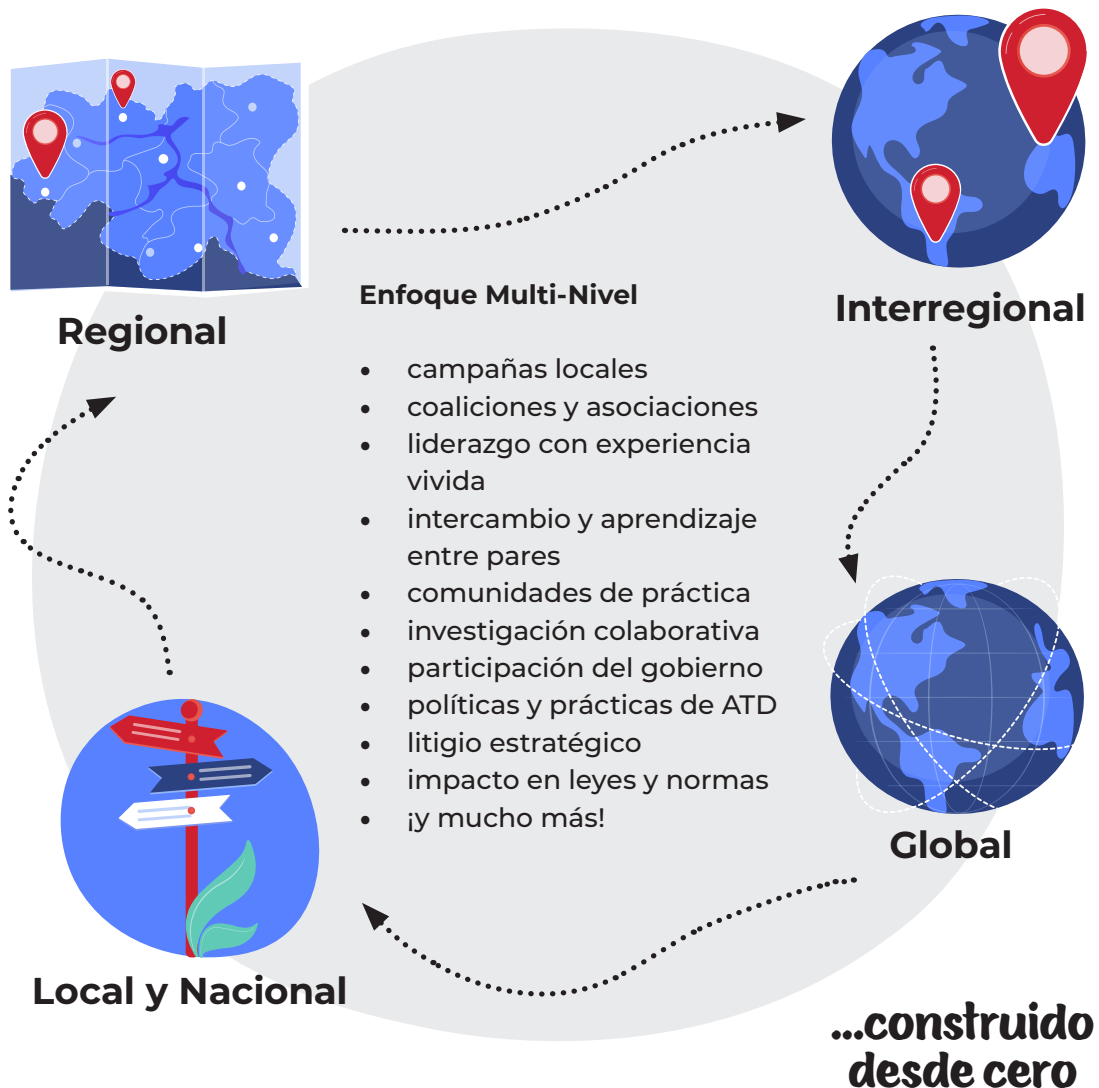 Regional
Interregional
Enfoque Multi-Nivel
• campañas locales
• coaliciones y asociaciones
• liderazgo con experiencia
vivida
• intercambio y aprendizaje
entre pares
• comunidades de práctica
• investigación colaborativa
• participación del gobierno
• políticas y prácticas de ATD
• litigio estratégico
• impacto en leyes y normas
• ¡y mucho más!
Global
Local y Nacional
...construido
desde cero